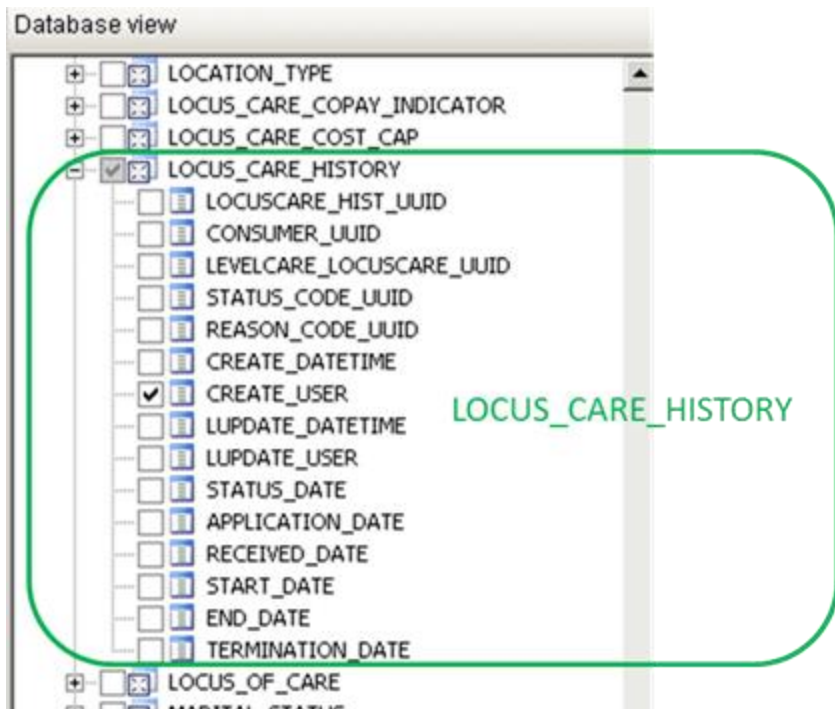 Database view
LOCATION_TYPE
LOCUS_CARE_COPAY_INDICATOR
LOCUS_CARE_COST_CAP
LOCUS_CARE_HISTORY
LOCUSCARE_HIST_UUID
CONSUMER_UUID
LEVELCARE_LOCUSCARE_UUID
STATUS_CODE_UUID
REASON_CODE_UUID
CREATE_DATETIME
CREATE_USER
LOCUS_CARE_HISTORY
LUPDATE_DATETIME
LUPDATE_USER
STATUS_DATE
APPLICATION_DATE
RECEIVED_DATE
START_DATE
END_DATE
TERMINATION_DATE
LOCUS_OF_CARE
MARITAL_STATUS